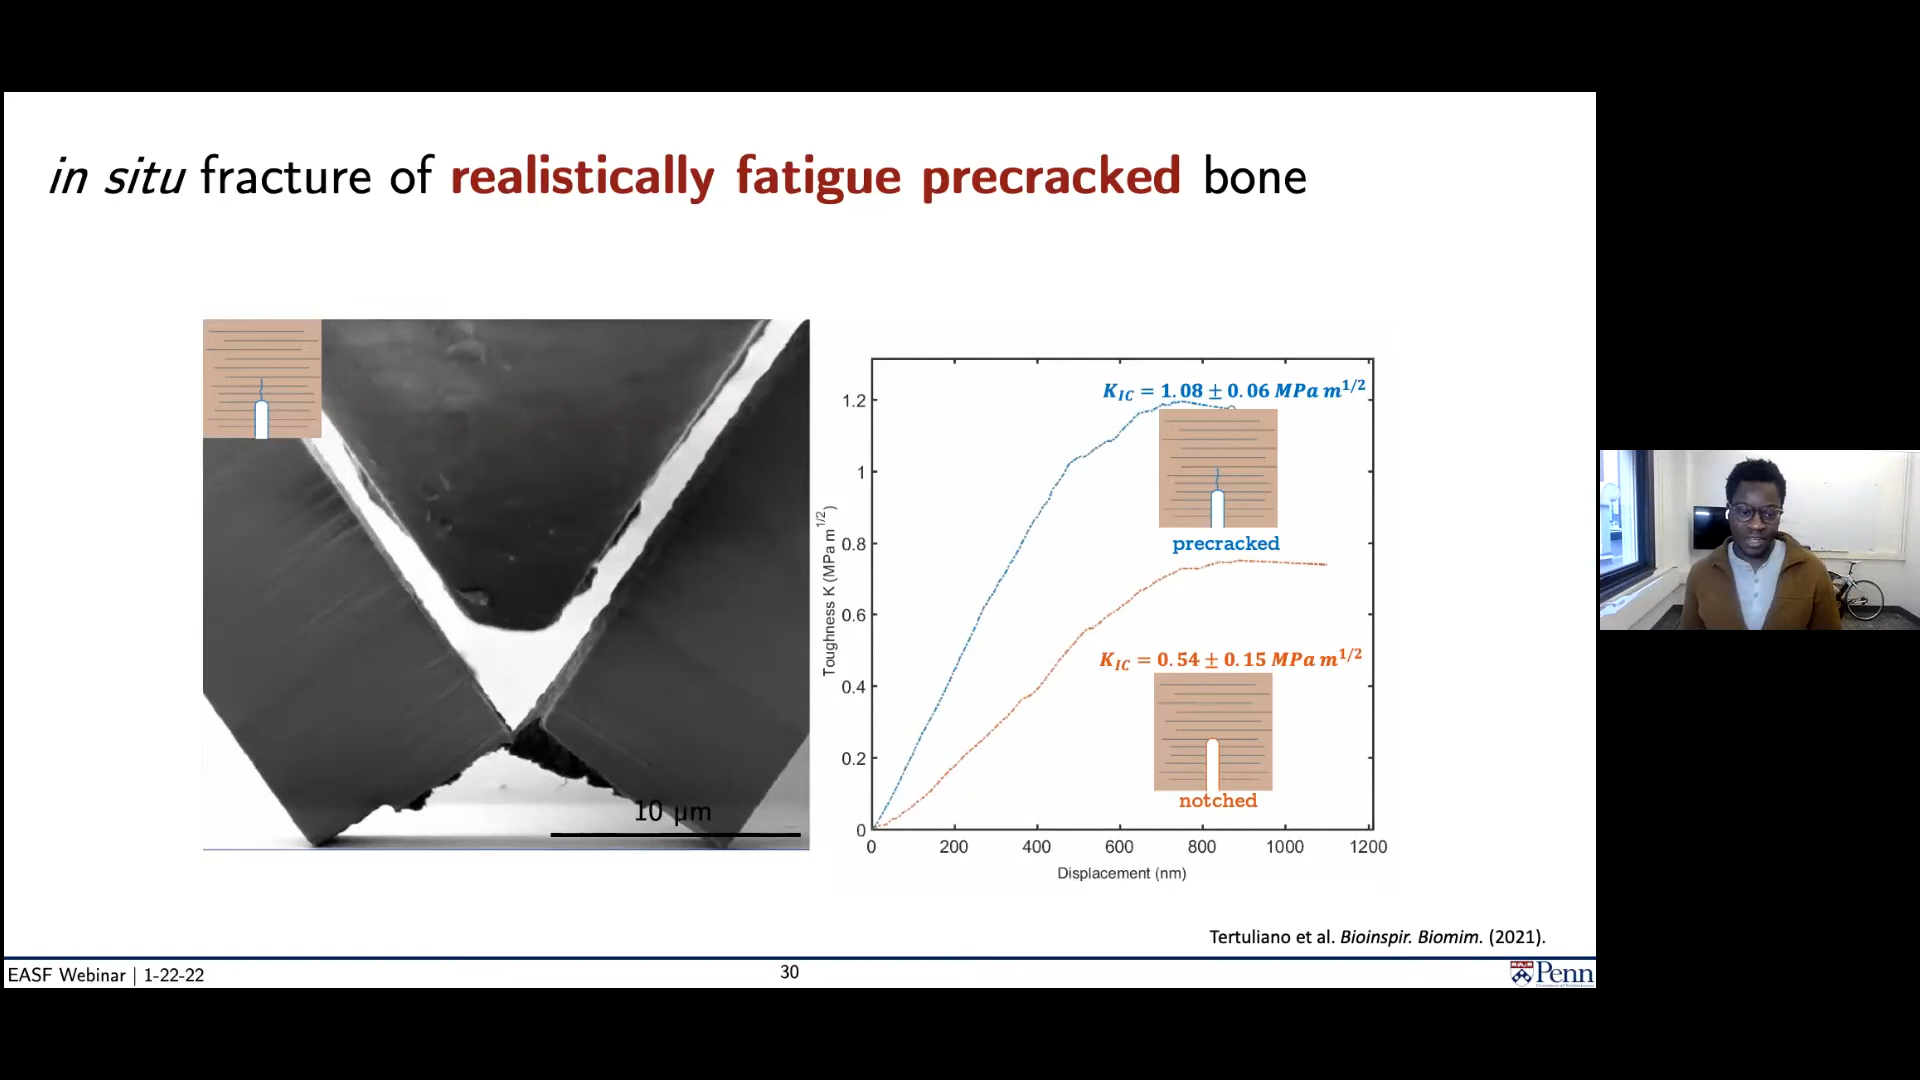 in situ fracture of realistically fatigue precracked bone
10 μm
Toughness K (MPa m^1/2)
1.2
1
0.8
0.6
0.4
0.2
0
K_IC = 1.08 ± 0.06 MPa m^1/2
precracked
K_IC = 0.54 ± 0.15 MPa m^1/2
notched
0 200 400 600 800 1000 1200
Displacement (nm)
Tertuliano et al. Bioinspir. Biomim. (2021).
EASF Webinar | 1-22-22
30
Penn